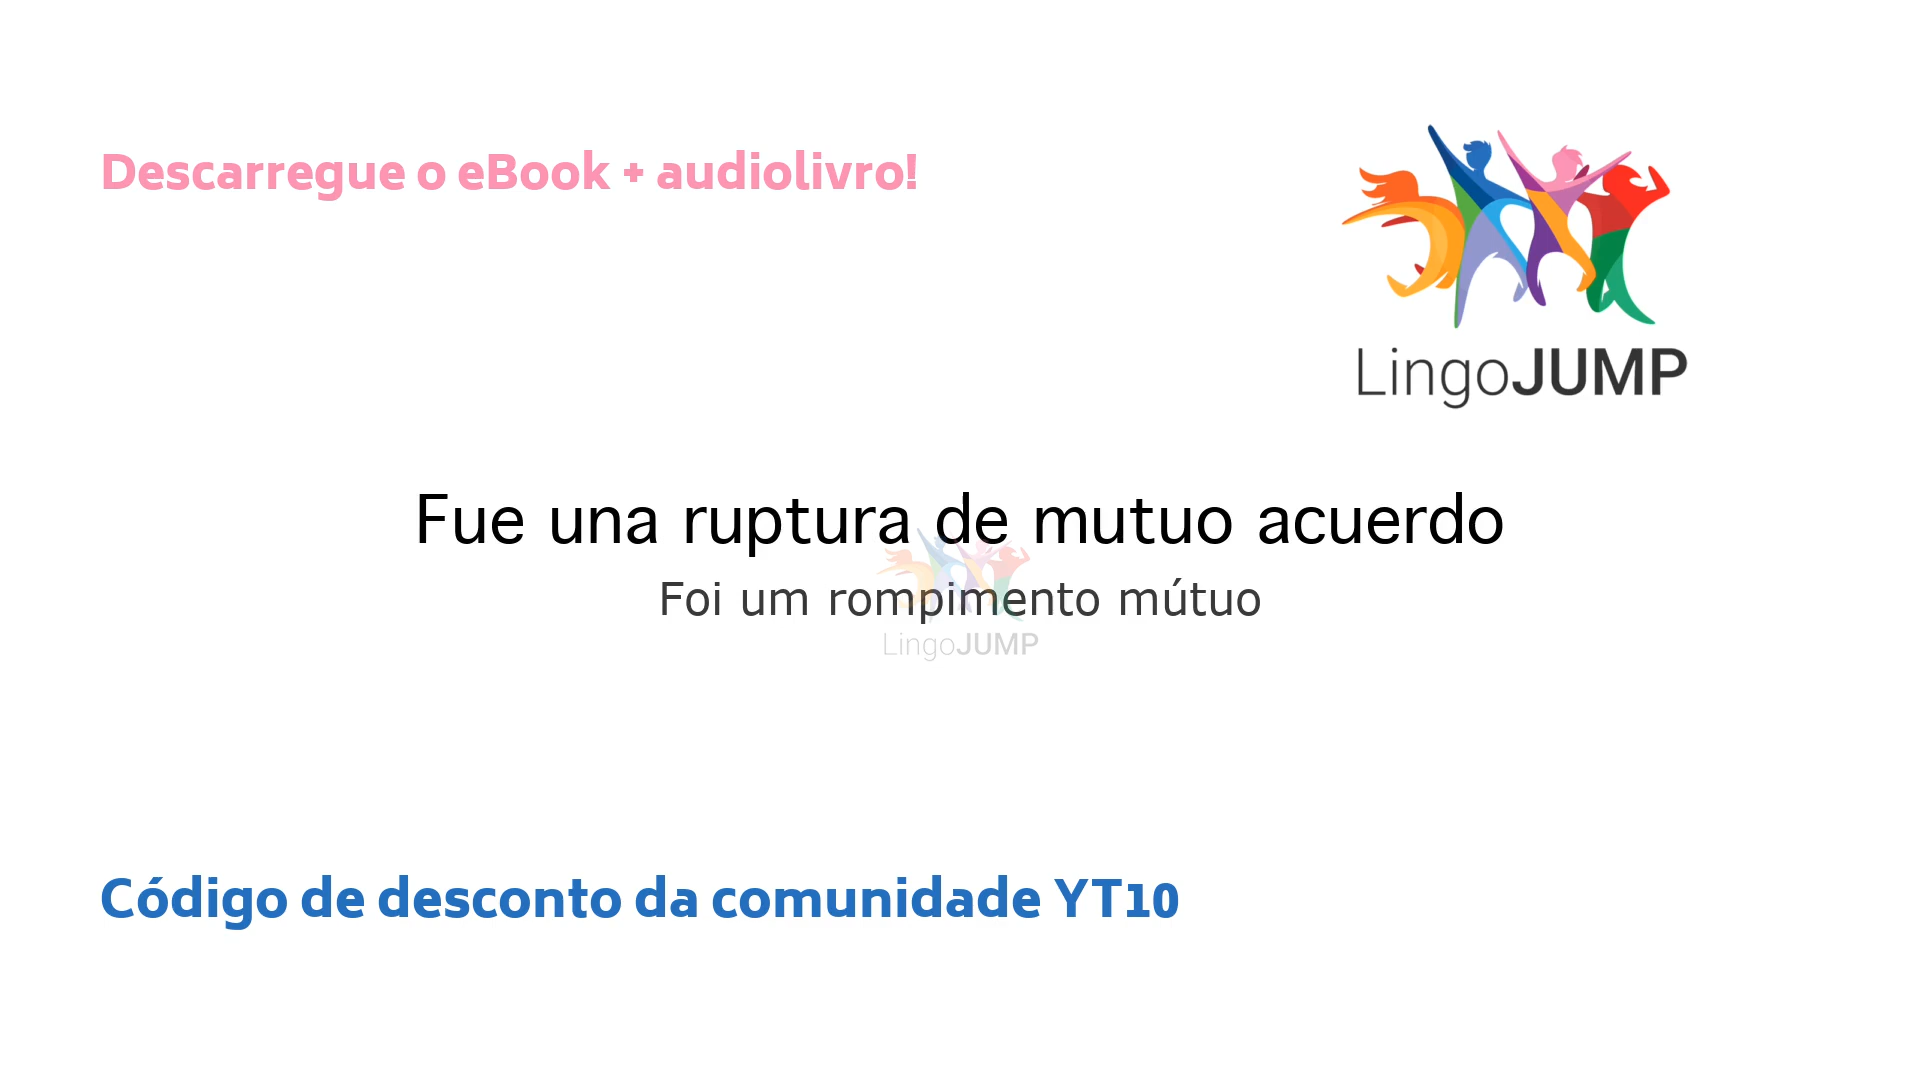 Descarregue o eBook + audiolivro!
LingoJUMP
Fue una ruptura de mutuo acuerdo
Foi um rompimento mútuo
LingoJUMP
Código de desconto da comunidade YT10